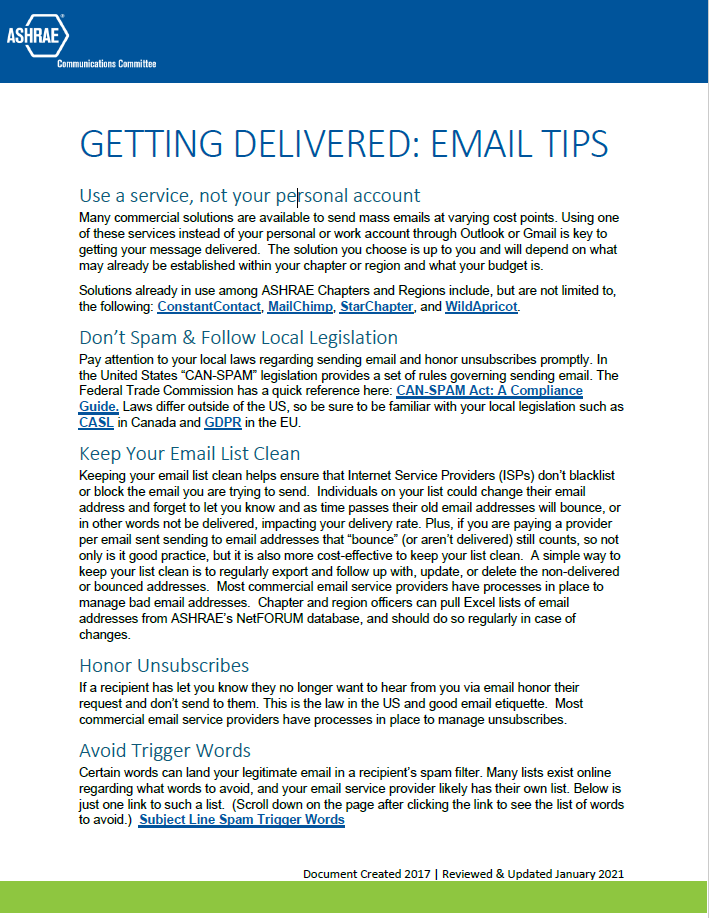 ASHRAE®
Communications Committee
GETTING DELIVERED: EMAIL TIPS
Use a service, not your personal account
Many commercial solutions are available to send mass emails at varying cost points. Using one
of these services instead of your personal or work account through Outlook or Gmail is key to
getting your message delivered.  The solution you choose is up to you and will depend on what
may already be established within your chapter or region and what your budget is.
Solutions already in use among ASHRAE Chapters and Regions include, but are not limited to,
the following: ConstantContact, MailChimp, StarChapter, and WildApricot.
Don’t Spam & Follow Local Legislation
Pay attention to your local laws regarding sending email and honor unsubscribes promptly. In
the United States “CAN-SPAM” legislation provides a set of rules governing sending email. The
Federal Trade Commission has a quick reference here: CAN-SPAM Act: A Compliance
Guide. Laws differ outside of the US, so be sure to be familiar with your local legislation such as
CASL in Canada and GDPR in the EU.
Keep Your Email List Clean
Keeping your email list clean helps ensure that Internet Service Providers (ISPs) don’t blacklist
or block the email you are trying to send.  Individuals on your list could change their email
address and forget to let you know and as time passes their old email addresses will bounce, or
in other words not be delivered, impacting your delivery rate. Plus, if you are paying a provider
per email sent sending to email addresses that “bounce” (or aren’t delivered) still counts, so not
only is it good practice, but it is also more cost-effective to keep your list clean.  A simple way to
keep your list clean is to regularly export and follow up with, update, or delete the non-delivered
or bounced addresses.  Most commercial email service providers have processes in place to
manage bad email addresses.  Chapter and region officers can pull Excel lists of email
addresses from ASHRAE’s NetFORUM database, and should do so regularly in case of
changes.
Honor Unsubscribes
If a recipient has let you know they no longer want to hear from you via email honor their
request and don’t send to them. This is the law in the US and good email etiquette.  Most
commercial email service providers have processes in place to manage unsubscribes.
Avoid Trigger Words
Certain words can land your legitimate email in a recipient’s spam filter. Many lists exist online
regarding what words to avoid, and your email service provider likely has their own list. Below is
just one link to such a list.  (Scroll down on the page after clicking the link to see the list of words
to avoid.)  Subject Line Spam Trigger Words
Document Created 2017 | Reviewed & Updated January 2021